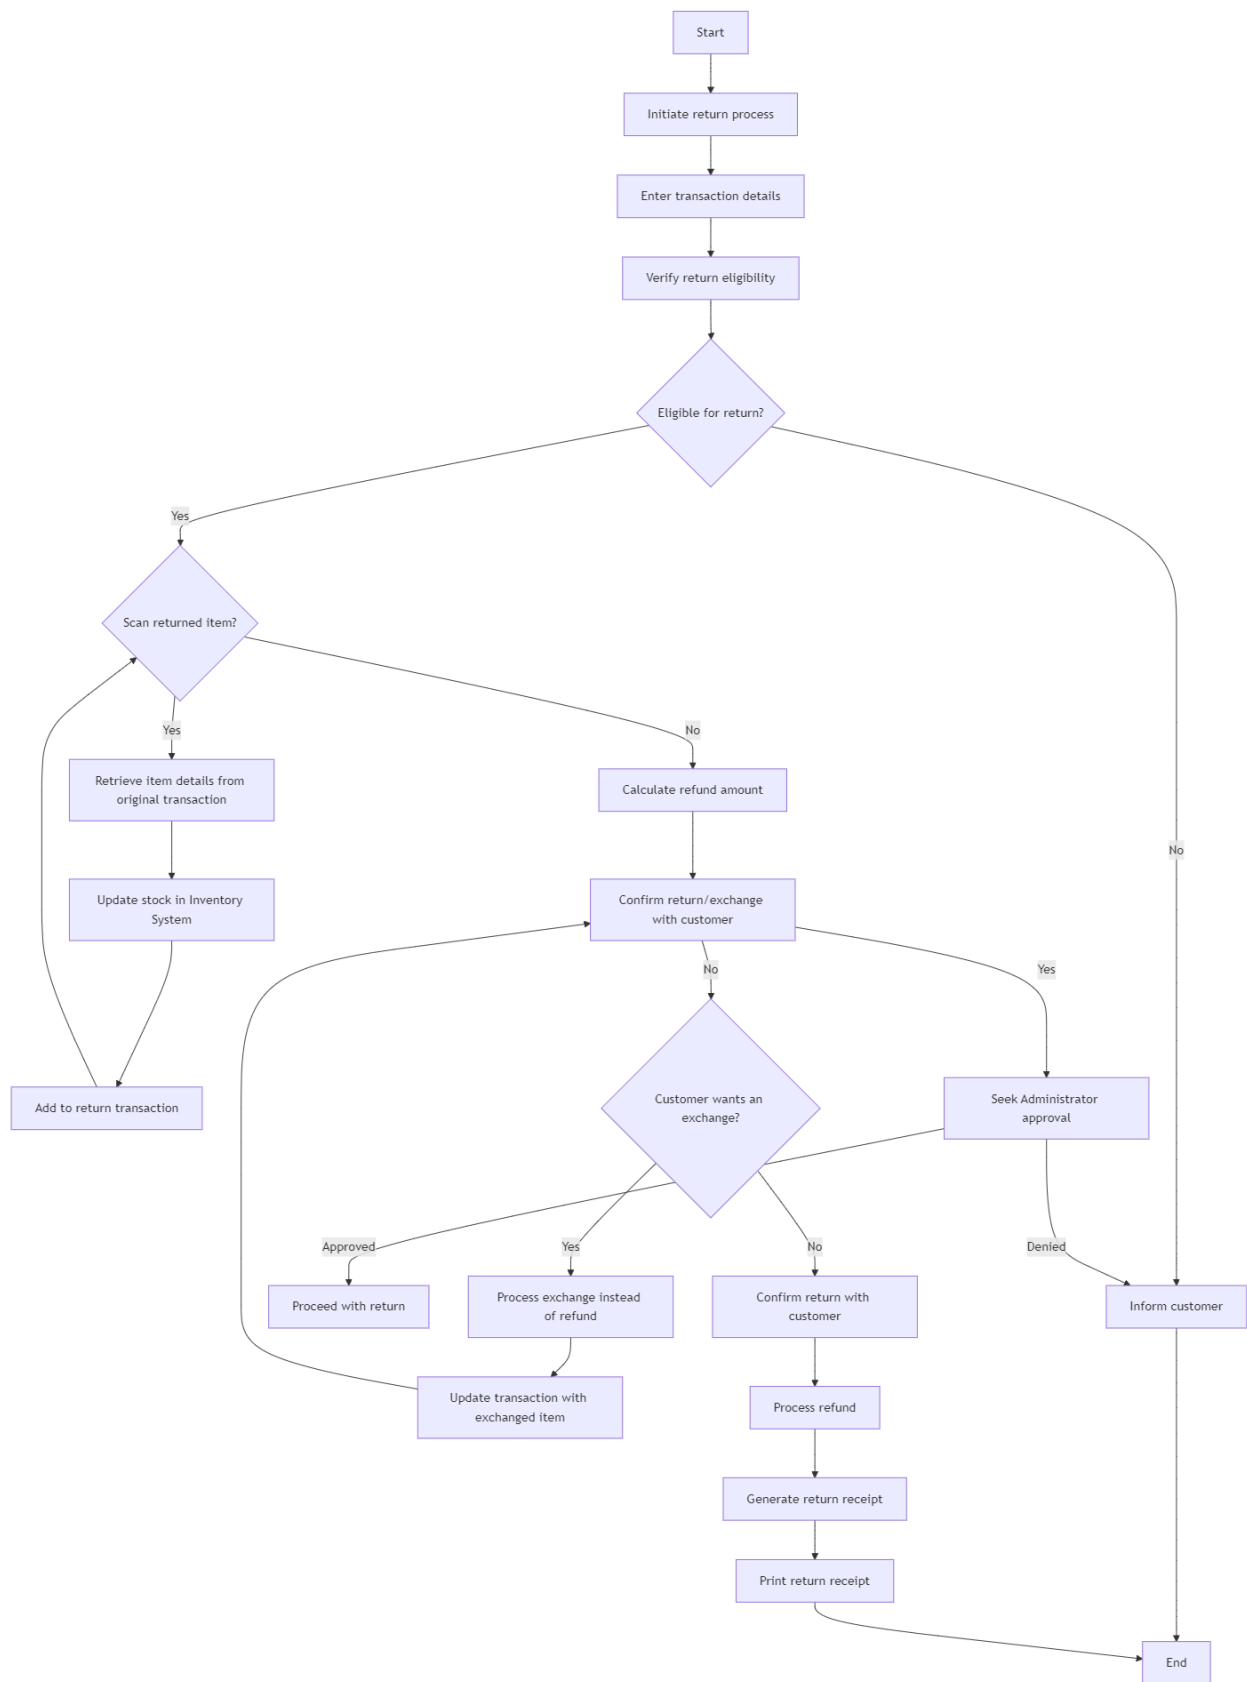 Start
Initiate return process
Enter transaction details
Verify return eligibility
Eligible for return?
Yes
Scan returned item?
Yes
No
Retrieve item details from
original transaction
Calculate refund amount
No
Update stock in Inventory
System
Confirm return/exchange
with customer
No
Yes
Add to return transaction
Customer wants an
exchange?
Seek Administrator
approval
Approved
Yes
No
Denied
Proceed with return
Process exchange instead
of refund
Confirm return with
customer
Inform customer
Update transaction with
exchanged item
Process refund
Generate return receipt
Print return receipt
End